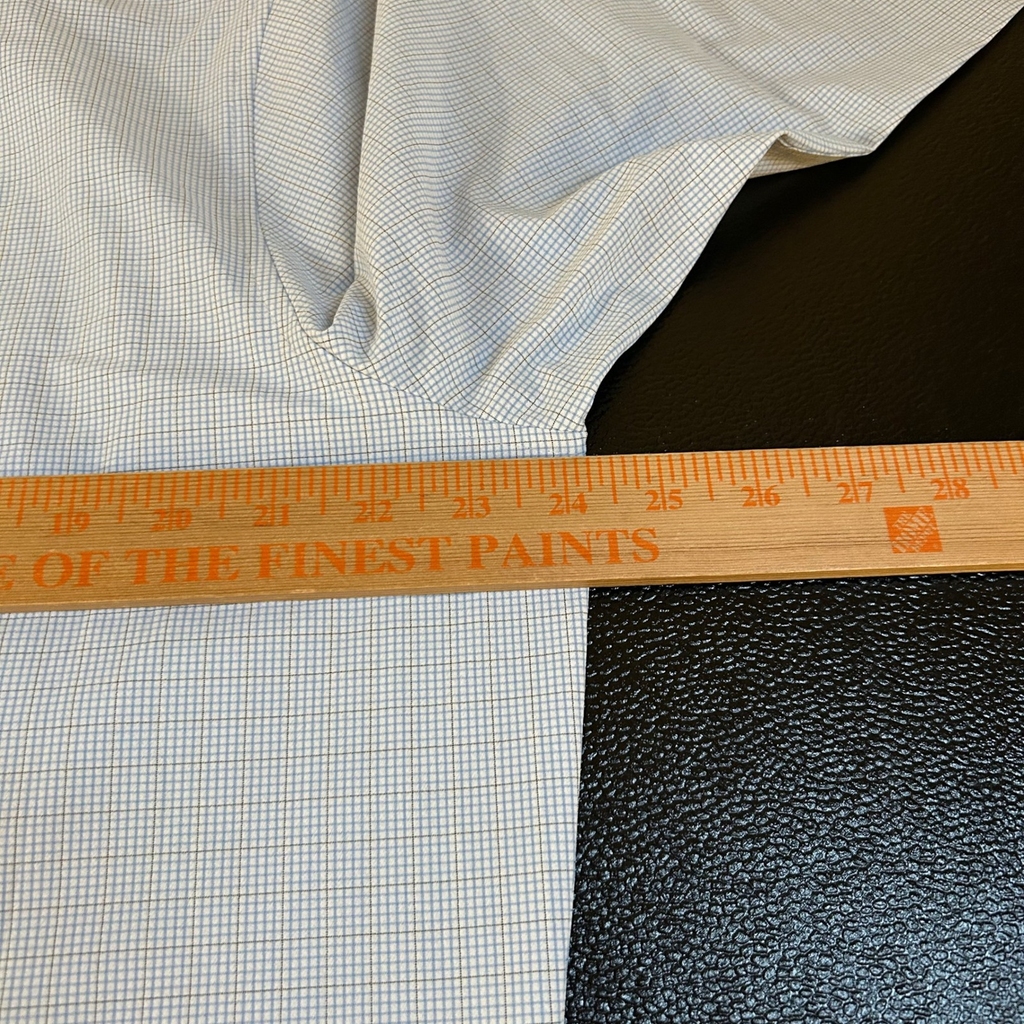 19 20 21 22 23 24 25 26 27 28
E OF THE FINEST PAINTS